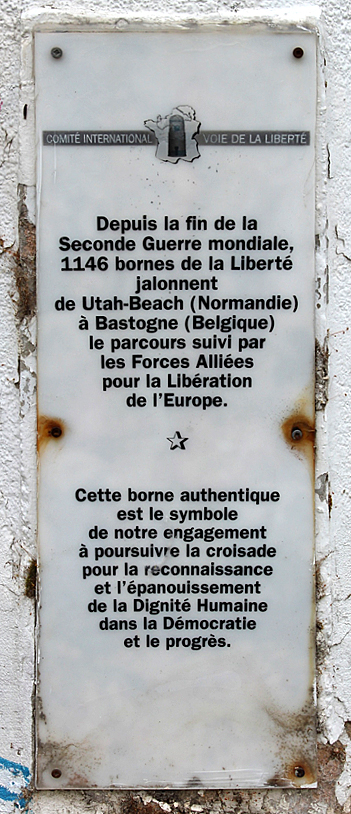 COMITÉ INTERNATIONAL VOIE DE LA LIBERTÉ
Depuis la fin de la
Seconde Guerre mondiale,
1146 bornes de la Liberté
jalonnent
de Utah-Beach (Normandie)
à Bastogne (Belgique)
le parcours suivi par
les Forces Alliées
pour la Libération
de l'Europe.
Cette borne authentique
est le symbole
de notre engagement
à poursuivre la croisade
pour la reconnaissance
et l'épanouissement
de la Dignité Humaine
dans la Démocratie
et le progrès.